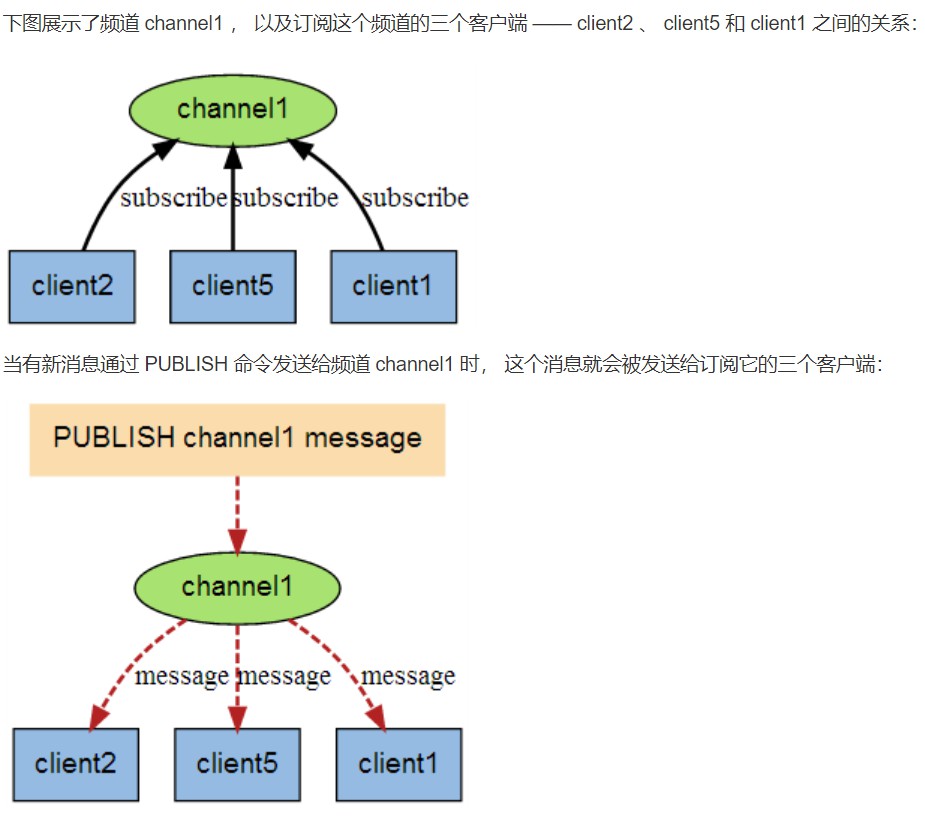 下图展示了频道 channel1 ， 以及订阅这个频道的三个客户端 —— client2 、 client5 和 client1 之间的关系：
channel1
subscribe subscribe subscribe
client2 client5 client1
当有新消息通过 PUBLISH 命令发送给频道 channel1 时， 这个消息就会被发送给订阅它的三个客户端：
PUBLISH channel1 message
channel1
message message message
client2 client5 client1